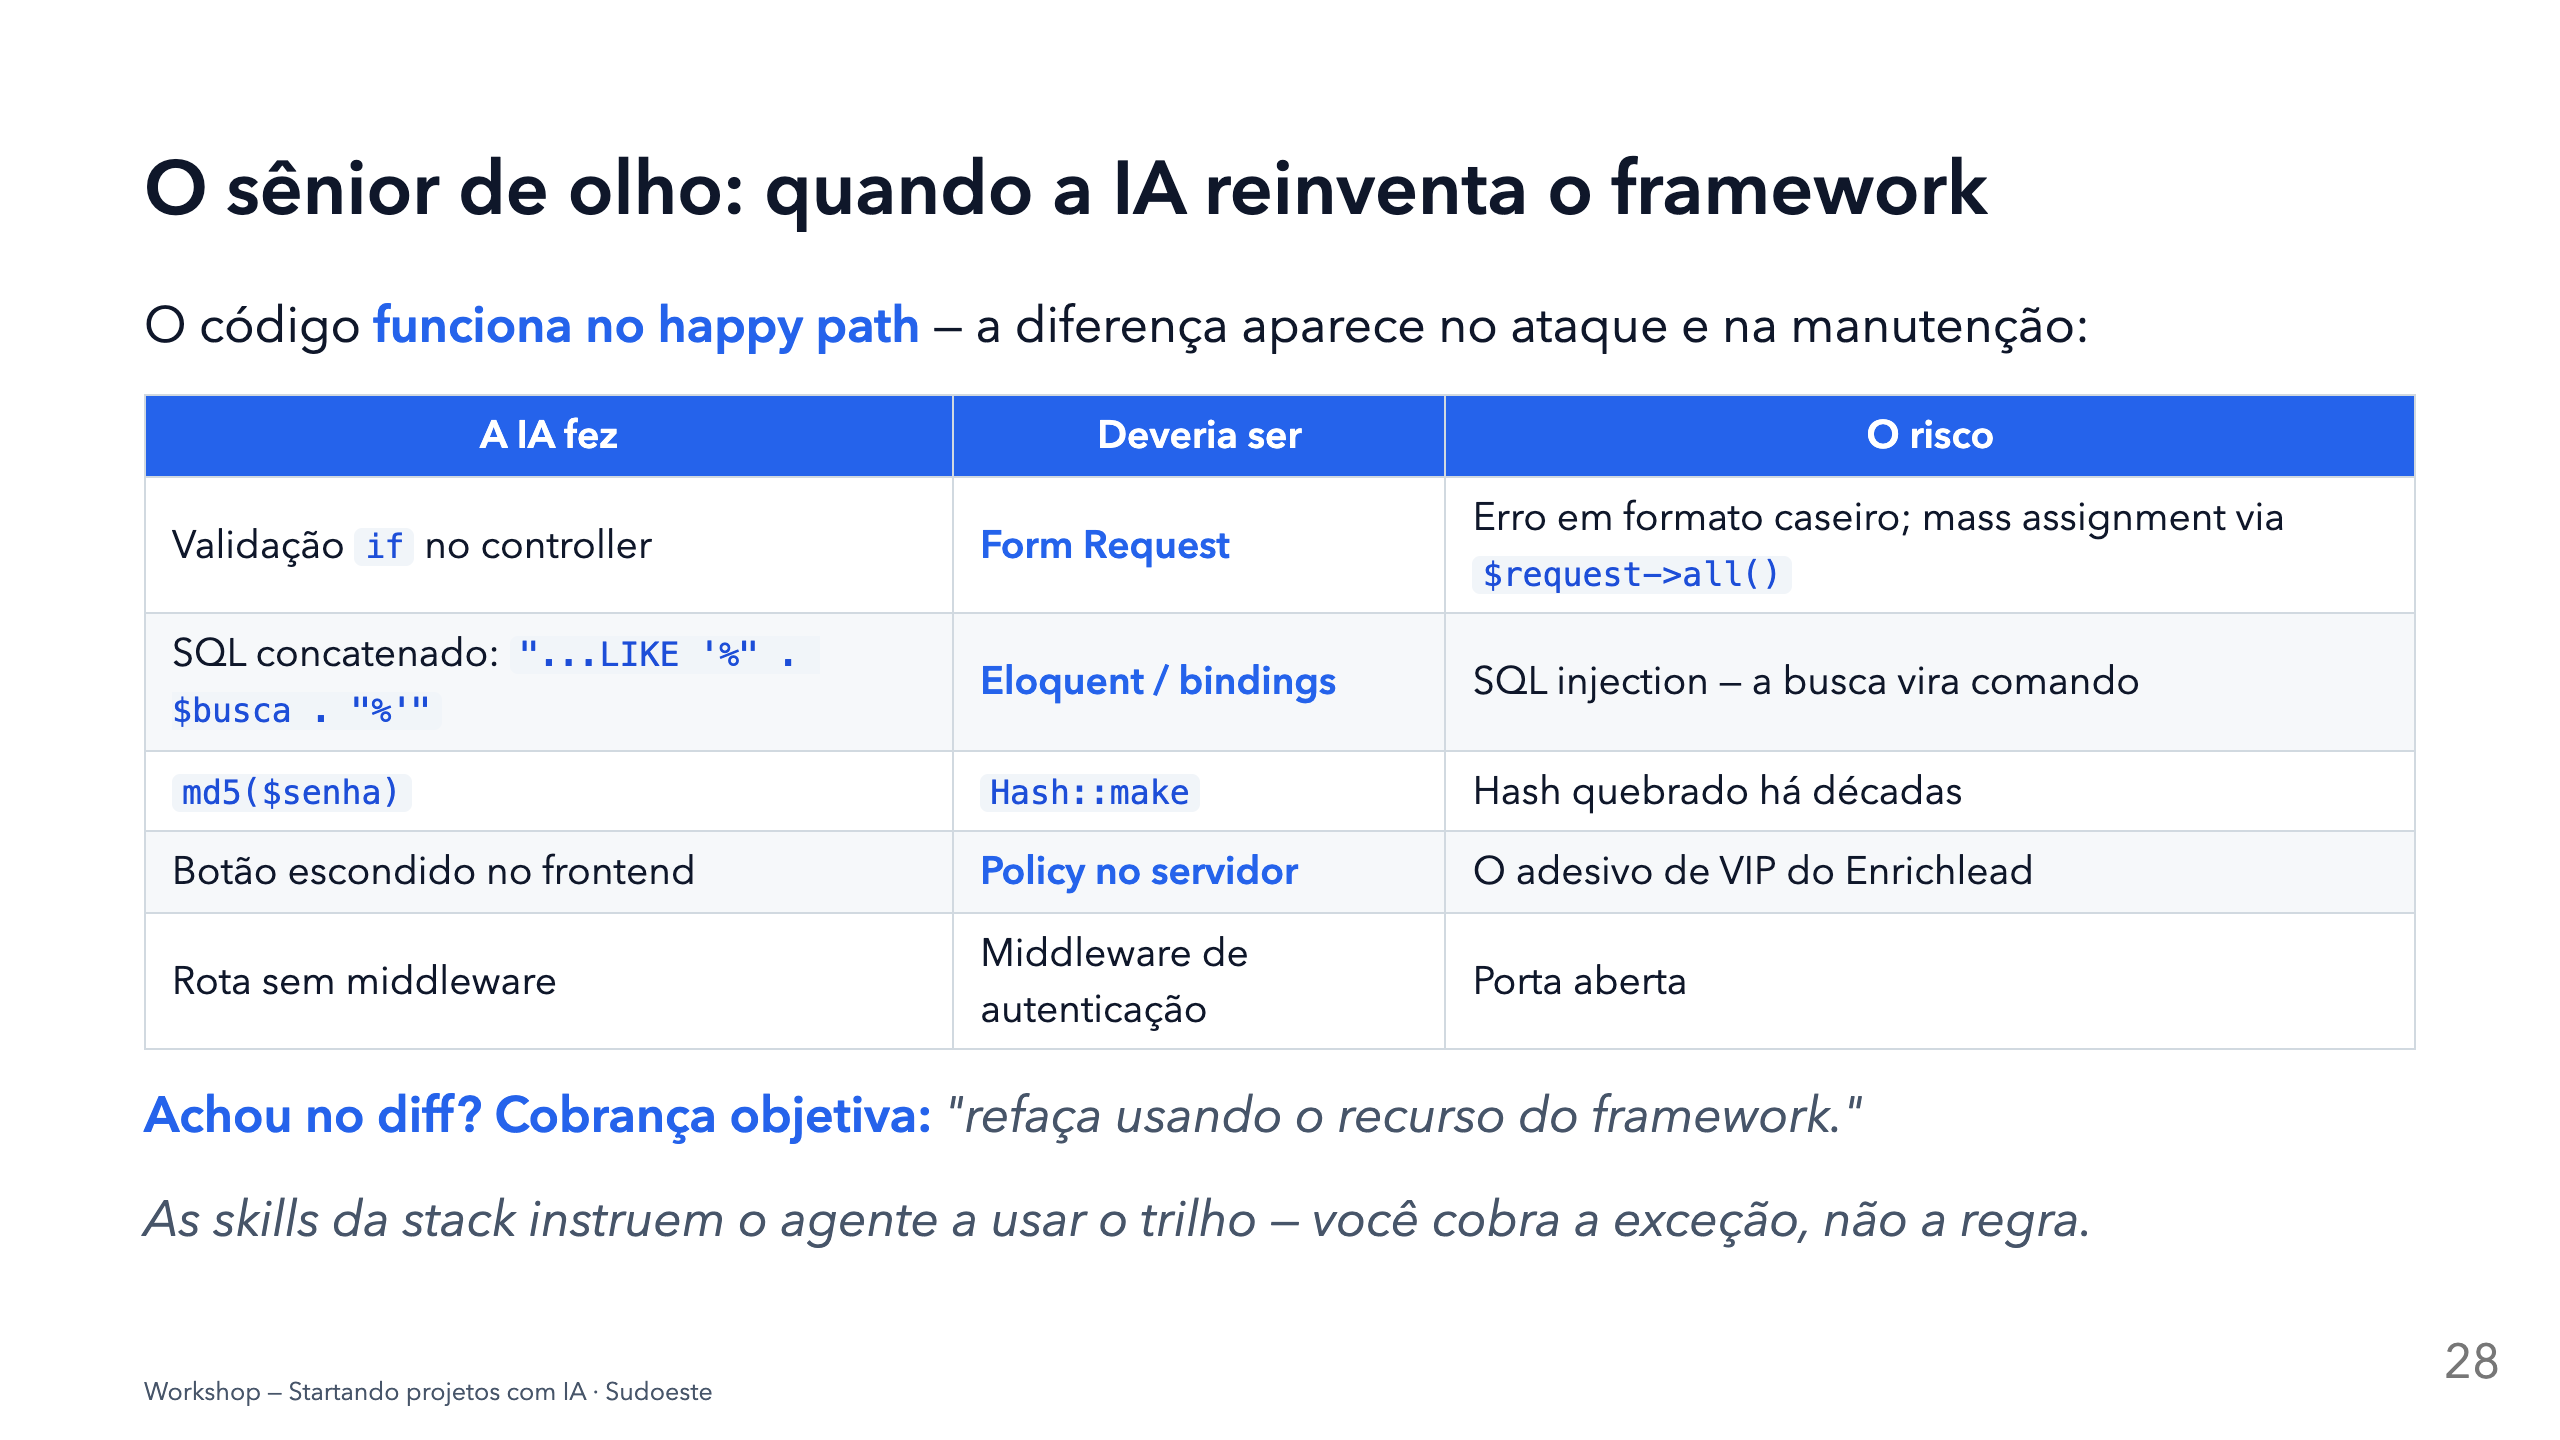 O sênior de olho: quando a IA reinventa o framework
O código funciona no happy path – a diferença aparece no ataque e na manutenção:
A IA fez
Deveria ser
O risco
Validação if no controller
Form Request
Erro em formato caseiro; mass assignment via
$request->all()
SQL concatenado: "...LIKE '%" .
$busca . "%'"
Eloquent / bindings
SQL injection – a busca vira comando
md5($senha)
Hash::make
Hash quebrado há décadas
Botão escondido no frontend
Policy no servidor
O adesivo de VIP do Enrichlead
Rota sem middleware
Middleware de
autenticação
Porta aberta
Achou no diff? Cobrança objetiva: "refaça usando o recurso do framework."
As skills da stack instruem o agente a usar o trilho – você cobra a exceção, não a regra.
Workshop – Startando projetos com IA · Sudoeste
28